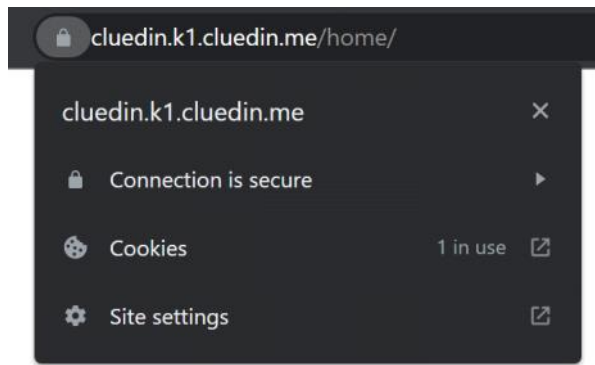 cluedin.k1.cluedin.me/home/
cluedin.k1.cluedin.me
Connection is secure
Cookies 1 in use
Site settings